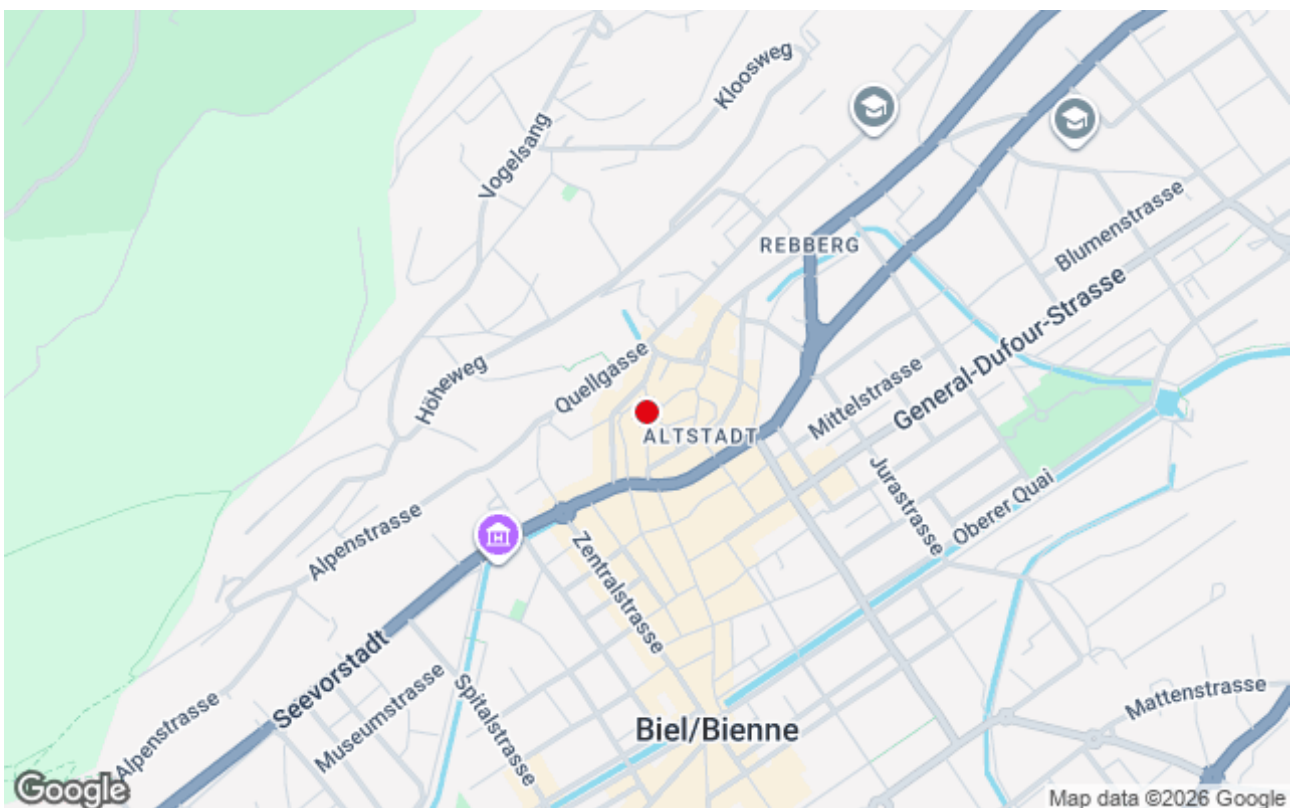 Kloosweg
Vogelsang
REBBERG
Blumenstrasse
General-Dufour-Strasse
Höheweg
Quellgasse
Mittelstrasse
ALTSTADT
Jurastrasse
Oberer Quai
Alpenstrasse
Zentralstrasse
Seevorstadt
Museumstrasse
Spitalstrasse
Alpenstrasse
Mattenstrasse
Biel/Bienne
Google
Map data ©2026 Google